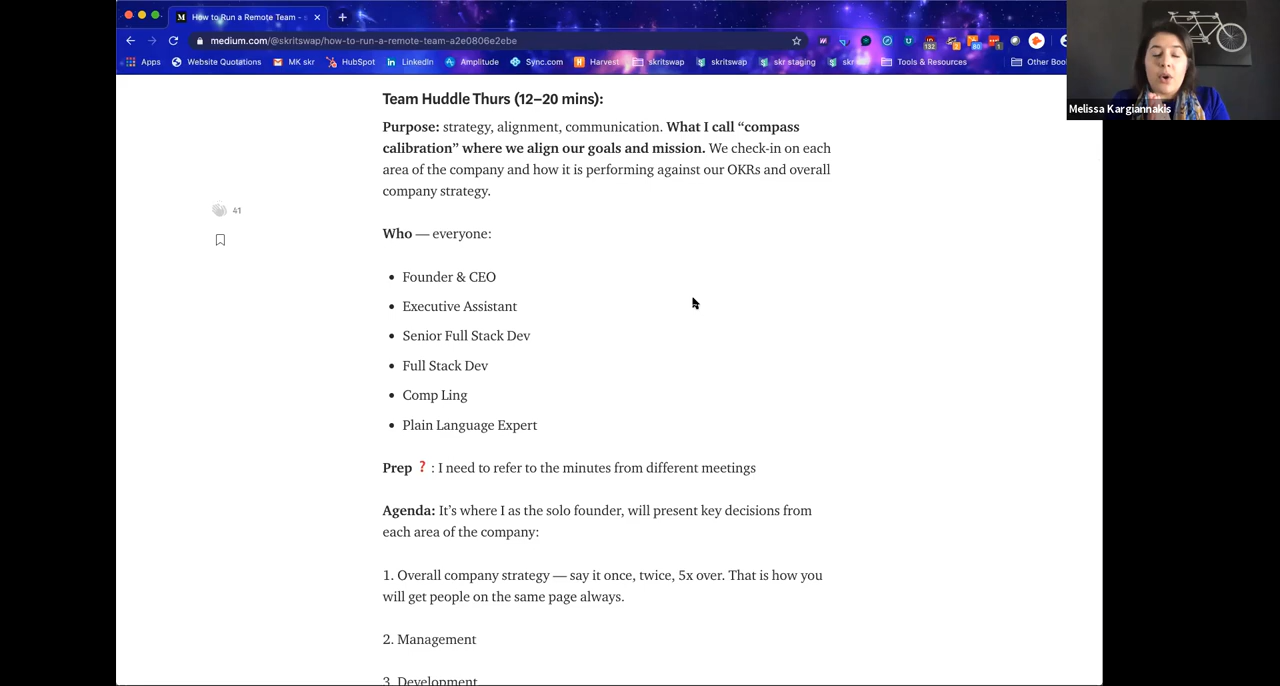 How to Run a Remote Team -
medium.com/@skritswap/how-to-run-a-remote-team-a2e0806e2ebe
Apps Website Quotations MK skr HubSpot LinkedIn Amplitude Sync.com Harvest skritswap skritswap skr staging skr Tools & Resources Other Boo
Melissa Kargiannakis
Team Huddle Thurs (12–20 mins):
Purpose: strategy, alignment, communication. What I call “compass
calibration” where we align our goals and mission. We check-in on each
area of the company and how it is performing against our OKRs and overall
company strategy.
41
Who — everyone:
• Founder & CEO
• Executive Assistant
• Senior Full Stack Dev
• Full Stack Dev
• Comp Ling
• Plain Language Expert
Prep ❓ : I need to refer to the minutes from different meetings
Agenda: It’s where I as the solo founder, will present key decisions from
each area of the company:
1. Overall company strategy — say it once, twice, 5x over. That is how you
will get people on the same page always.
2. Management
3. Development